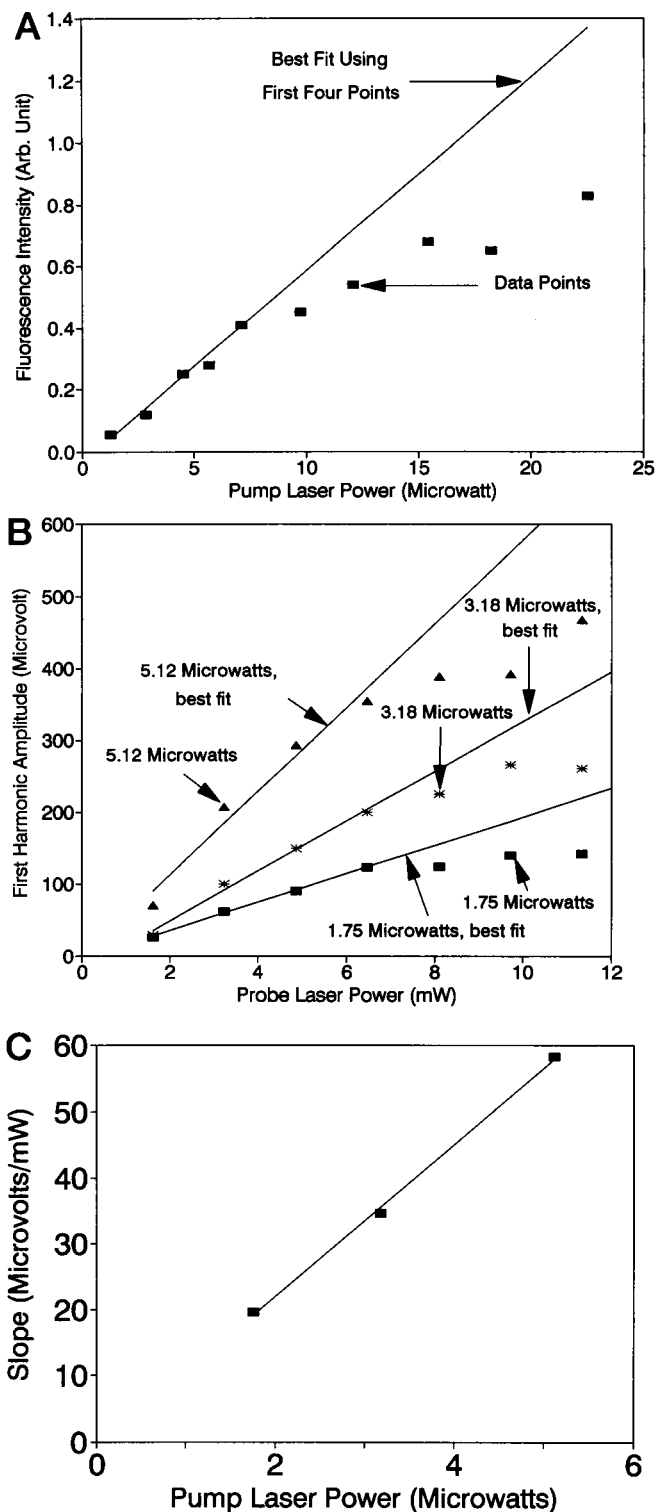 A
Fluorescence Intensity (Arb. Unit)
1.4
1.2
1.0
0.8
0.6
0.4
0.2
0.0
Best Fit Using
First Four Points
Data Points
0 5 10 15 20 25
Pump Laser Power (Microwatt)
B
First Harmonic Amplitude (Microvolt)
600
500
400
300
200
100
0
3.18 Microwatts,
best fit
5.12 Microwatts,
best fit
3.18 Microwatts
5.12 Microwatts
1.75 Microwatts
1.75 Microwatts, best fit
0 2 4 6 8 10 12
Probe Laser Power (mW)
C
Slope (Microvolts/mW)
60
50
40
30
20
10
0
0 2 4 6
Pump Laser Power (Microwatts)